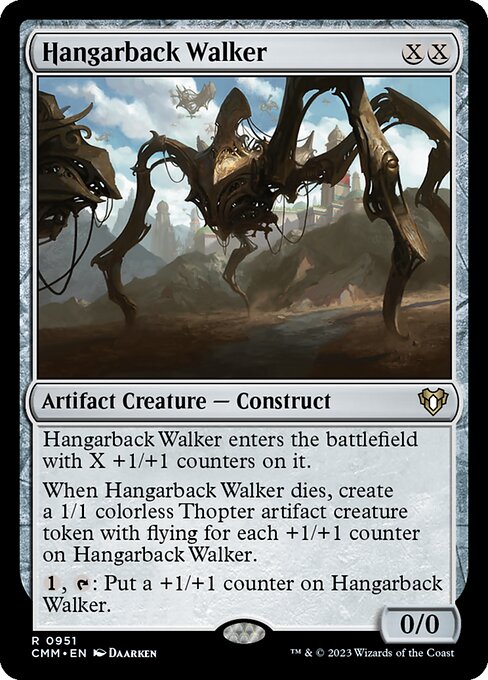 Hangarback Walker XX
Artifact Creature — Construct
Hangarback Walker enters the battlefield
with X +1/+1 counters on it.
When Hangarback Walker dies, create
a 1/1 colorless Thopter artifact creature
token with flying for each +1/+1 counter
on Hangarback Walker.
1, : Put a +1/+1 counter on Hangarback
Walker.
0/0
R 0951
CMM • EN DAARKEN
™ & © 2023 Wizards of the Coast